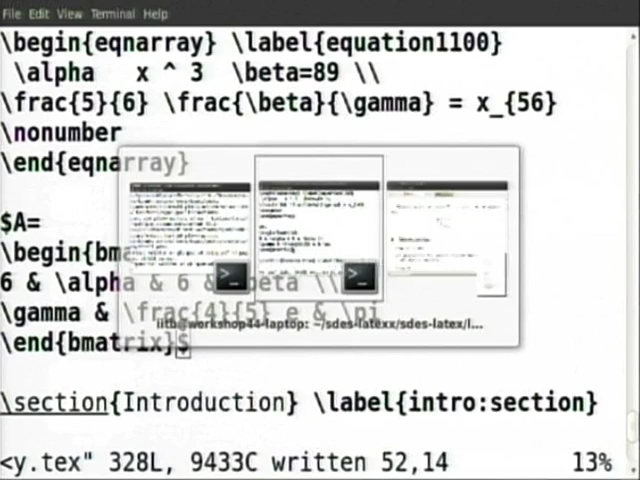 File Edit View Terminal Help
\begin{eqnarray} \label{equation1100}
\alpha x ^ 3 \beta=89 \\
\frac{5}{6} \frac{\beta}{\gamma} = x_{56}
\nonumber
\end{eqnarray}
$A=
\begin{bma
6 & \alpha & 6 & \beta \\
\gamma & \frac{4}{5} e & \pi
iitb@workshop44-laptop: ~/sdes-latexx/sdes-latex/l...
\end{bmatrix}$
\section{Introduction} \label{intro:section}
<y.tex" 328L, 9433C written 52,14 13%